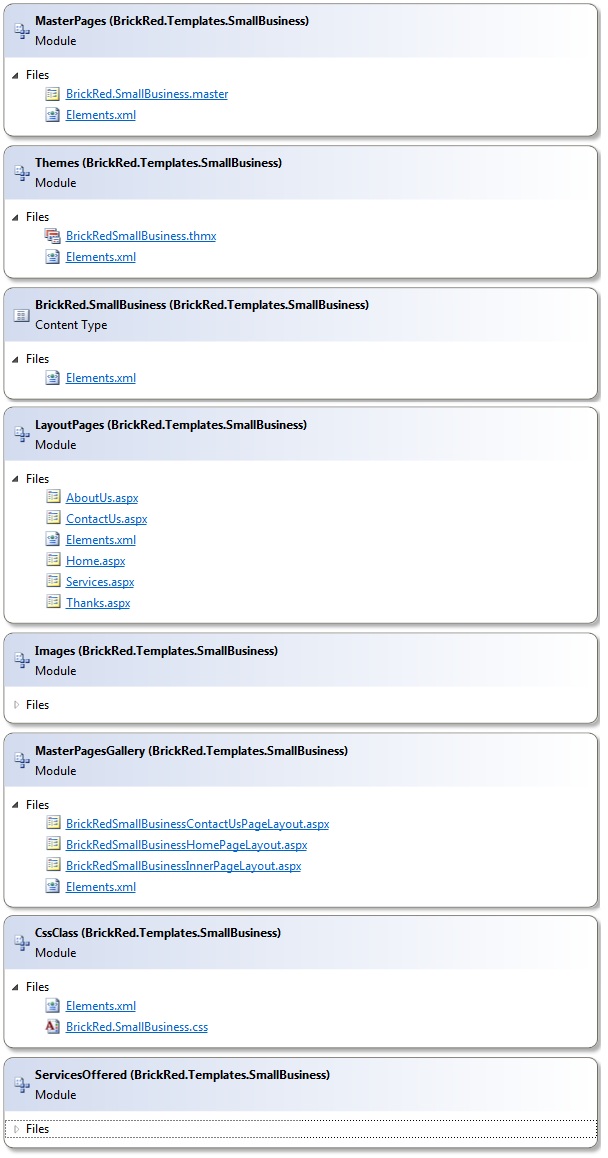 MasterPages (BrickRed.Templates.SmallBusiness)
Module
Files
BrickRed.SmallBusiness.master
Elements.xml
Themes (BrickRed.Templates.SmallBusiness)
Module
Files
BrickRedSmallBusiness.thmx
Elements.xml
BrickRed.SmallBusiness (BrickRed.Templates.SmallBusiness)
Content Type
Files
Elements.xml
LayoutPages (BrickRed.Templates.SmallBusiness)
Module
Files
AboutUs.aspx
ContactUs.aspx
Elements.xml
Home.aspx
Services.aspx
Thanks.aspx
Images (BrickRed.Templates.SmallBusiness)
Module
Files
MasterPagesGallery (BrickRed.Templates.SmallBusiness)
Module
Files
BrickRedSmallBusinessContactUsPageLayout.aspx
BrickRedSmallBusinessHomePageLayout.aspx
BrickRedSmallBusinessInnerPageLayout.aspx
Elements.xml
CssClass (BrickRed.Templates.SmallBusiness)
Module
Files
Elements.xml
BrickRed.SmallBusiness.css
ServicesOffered (BrickRed.Templates.SmallBusiness)
Module
Files